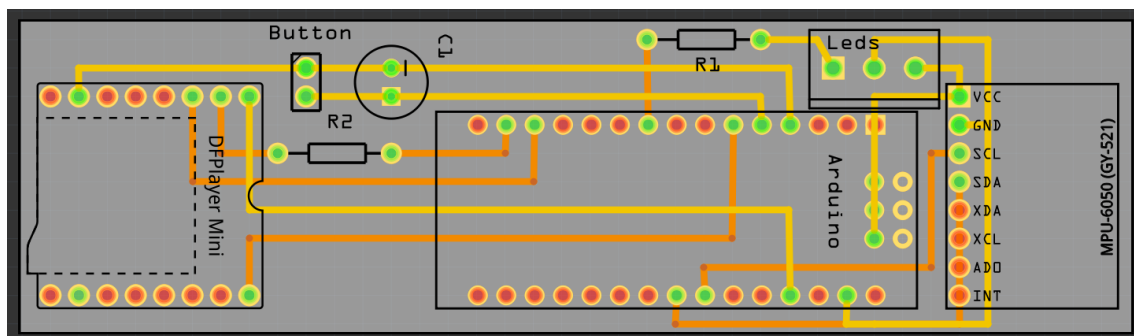 Button
C1
R1
Leds
R2
DFPlayer Mini
Arduino
VCC
GND
SCL
SDA
XDA
XCL
ADO
INT
MPU-6050 (GY-521)